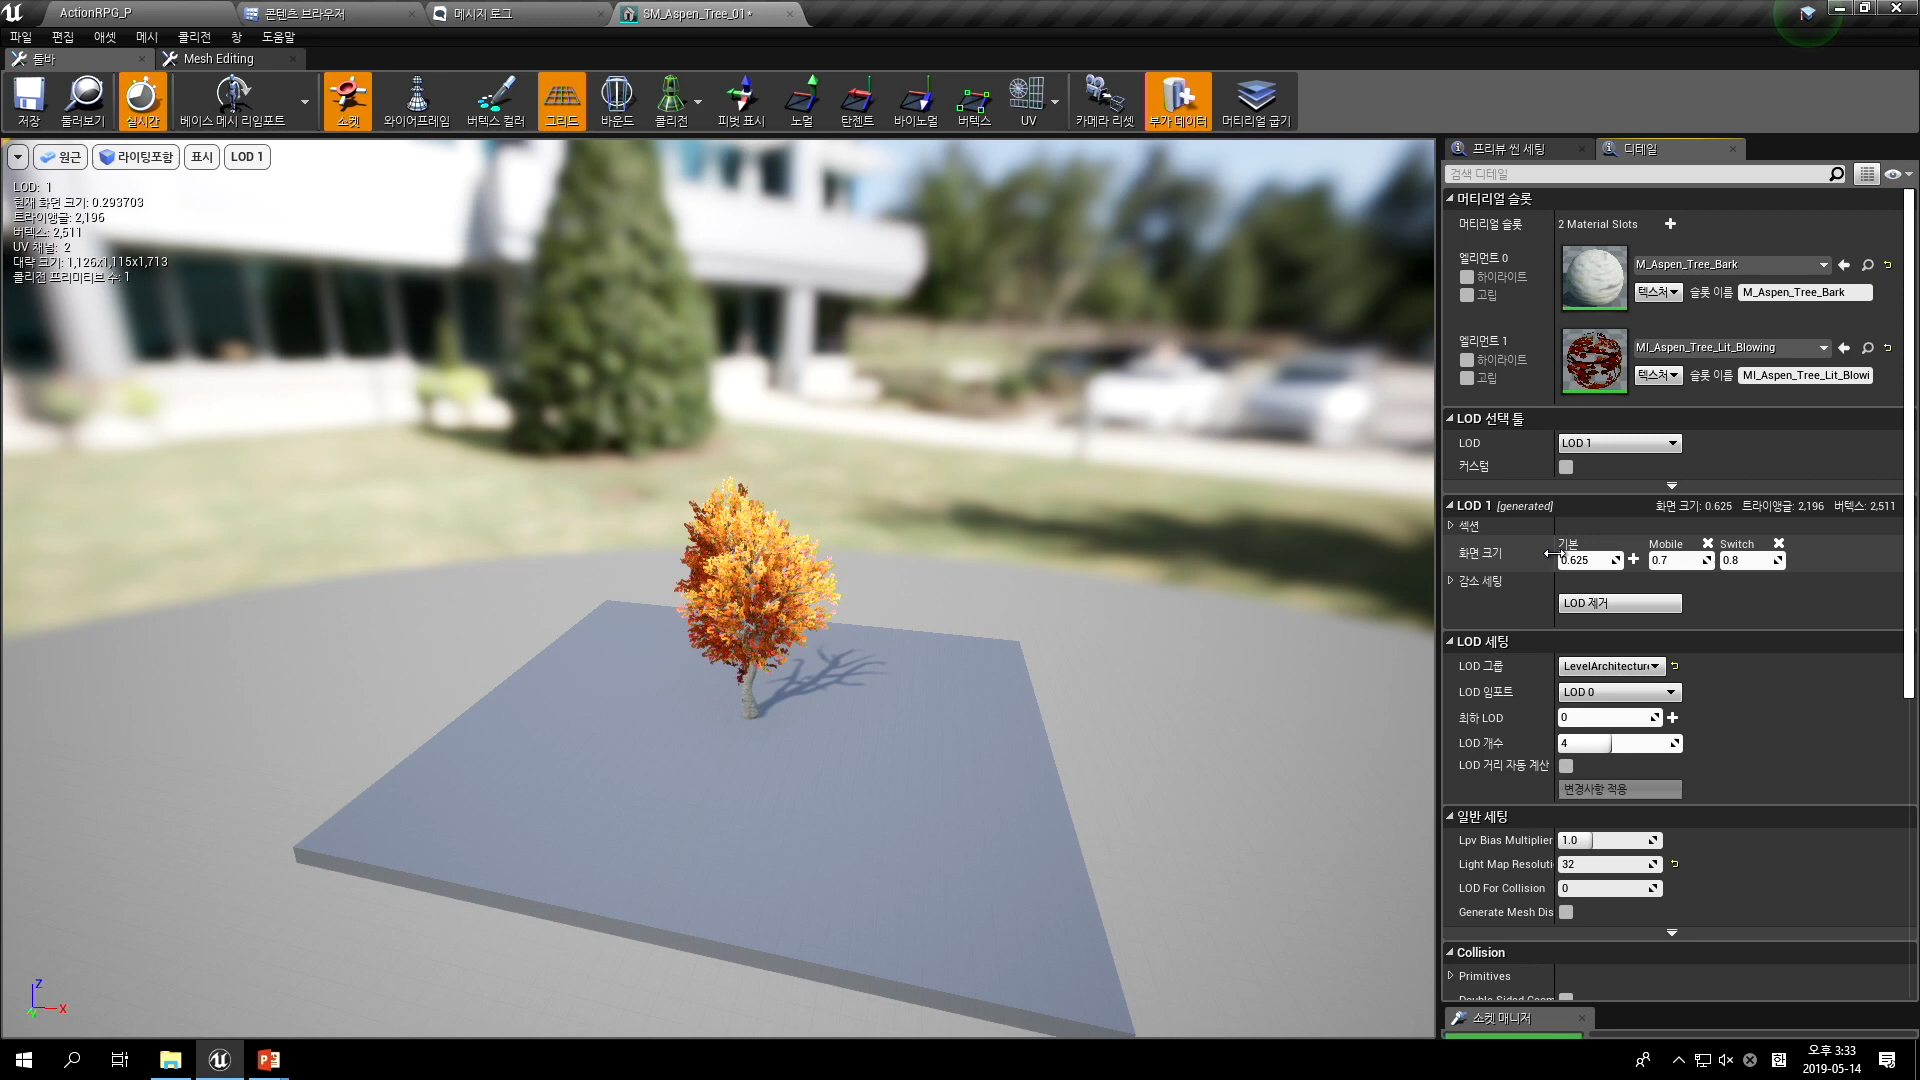 ActionRPG_P
콘텐츠 브라우저
메시지 로그
SM_Aspen_Tree_01*
파일 편집 애셋 메시 콜리전 창 도움말
툴바
Mesh Editing
저장
둘러보기
실시간
베이스 메시 리임포트
소켓
와이어프레임
버텍스 컬러
그리드
바운드
콜리전
피벗 표시
노멀
탄젠트
바이노멀
버텍스
UV
카메라 리셋
부가 데이터
머티리얼 굽기
원근
라이팅포함
표시
LOD 1
LOD: 1
현재 화면 크기: 0.293703
트라이앵글: 2,196
버텍스: 2,511
UV 채널: 2
대략 크기: 1,126x1,115x1,713
콜리전 프리미티브 수: 1
Z
X
Y
프리뷰 씬 세팅
디테일
검색 디테일
머티리얼 슬롯
머티리얼 슬롯 2 Material Slots
엘리먼트 0
하이라이트
고립
M_Aspen_Tree_Bark
텍스처 슬롯 이름 M_Aspen_Tree_Bark
엘리먼트 1
하이라이트
고립
MI_Aspen_Tree_Lit_Blowing
텍스처 슬롯 이름 MI_Aspen_Tree_Lit_Blowi
LOD 선택 툴
LOD LOD 1
커스텀
LOD 1 [generated] 화면 크기: 0.625 트라이앵글: 2,196 버텍스: 2,511
섹션
기본 Mobile Switch
화면 크기 0.625 0.7 0.8
감소 세팅
LOD 제거
LOD 세팅
LOD 그룹 LevelArchitectur
LOD 임포트 LOD 0
최하 LOD 0
LOD 개수 4
LOD 거리 자동 계산
변경사항 적용
일반 세팅
Lpv Bias Multiplier 1.0
Light Map Resoluti 32
LOD For Collision 0
Generate Mesh Dis
Collision
Primitives
Double Sided Geom
소켓 매니저
오후 3:33
2019-05-14